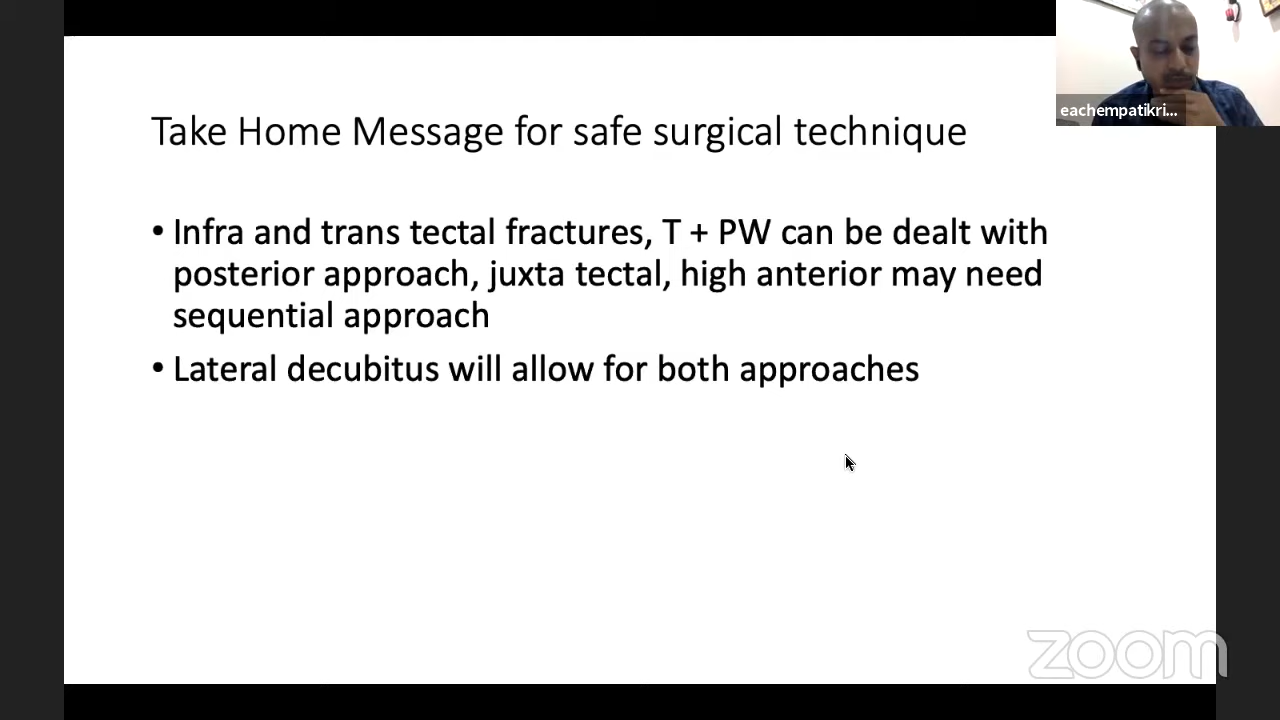 eachempatikri...
Take Home Message for safe surgical technique
• Infra and trans tectal fractures, T + PW can be dealt with
posterior approach, juxta tectal, high anterior may need
sequential approach
• Lateral decubitus will allow for both approaches
zoom